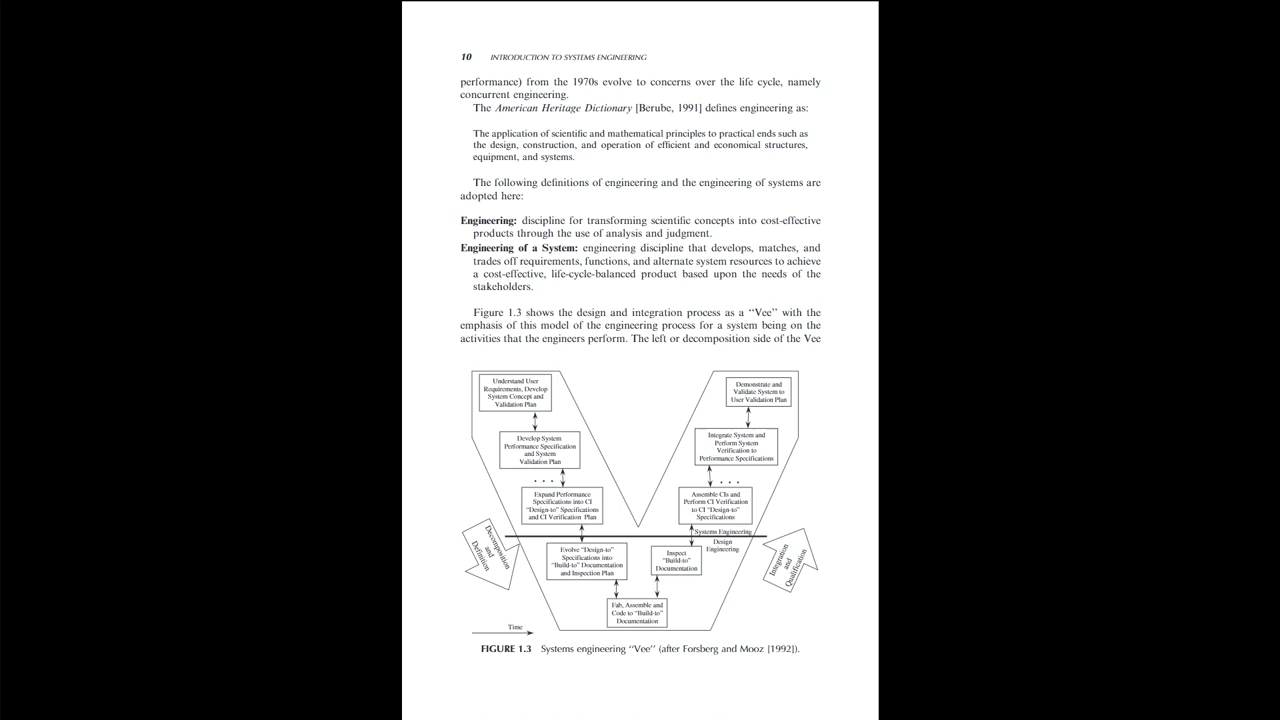 10 INTRODUCTION TO SYSTEMS ENGINEERING
performance) from the 1970s evolve to concerns over the life cycle, namely
concurrent engineering.
The American Heritage Dictionary [Berube, 1991] defines engineering as:
The application of scientific and mathematical principles to practical ends such as
the design, construction, and operation of efficient and economical structures,
equipment, and systems.
The following definitions of engineering and the engineering of systems are
adopted here:
Engineering: discipline for transforming scientific concepts into cost-effective
products through the use of analysis and judgment.
Engineering of a System: engineering discipline that develops, matches, and
trades off requirements, functions, and alternate system resources to achieve
a cost-effective, life-cycle-balanced product based upon the needs of the
stakeholders.
Figure 1.3 shows the design and integration process as a ‘‘Vee’’ with the
emphasis of this model of the engineering process for a system being on the
activities that the engineers perform. The left or decomposition side of the Vee
Understand User
Requirements, Develop
System Concept and
Validation Plan
Demonstrate and
Validate System to
User Validation Plan
Develop System
Performance Specification
and System
Validation Plan
Integrate System and
Perform System
Verification to
Performance Specifications
. . .
. . .
Expand Performance
Specifications into CI
“Design-to” Specifications
and CI Verification Plan
Assemble CIs and
Perform CI Verification
to CI “Design-to”
Specifications
Systems Engineering
Design
Engineering
Decomposition
and
Definition
Evolve “Design-to”
Specifications into
“Build-to” Documentation
and Inspection Plan
Inspect
“Build-to”
Documentation
Integration
and
Qualification
Fab, Assemble and
Code to “Build-to”
Documentation
Time
FIGURE 1.3 Systems engineering ‘‘Vee’’ (after Forsberg and Mooz [1992]).